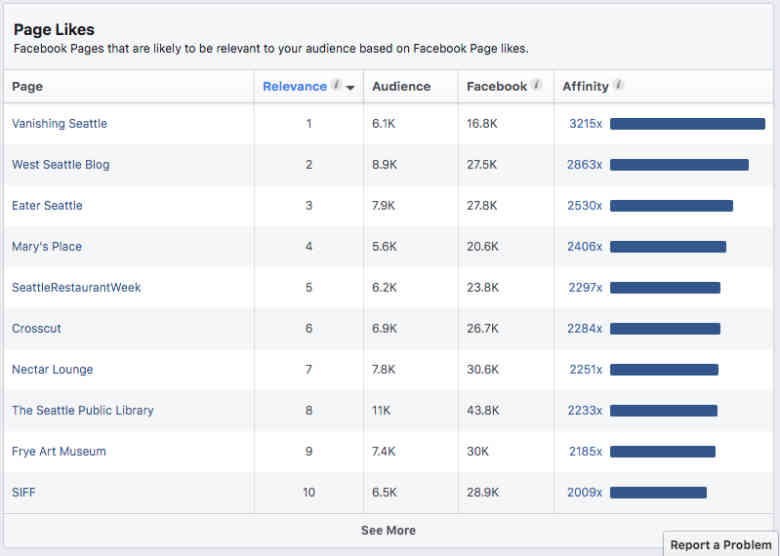 Page Likes
Facebook Pages that are likely to be relevant to your audience based on Facebook Page likes.
Page Relevance i Audience Facebook i Affinity i
Vanishing Seattle 1 6.1K 16.8K 3215x
West Seattle Blog 2 8.9K 27.5K 2863x
Eater Seattle 3 7.9K 27.8K 2530x
Mary's Place 4 5.6K 20.6K 2406x
SeattleRestaurantWeek 5 6.2K 23.8K 2297x
Crosscut 6 6.9K 26.7K 2284x
Nectar Lounge 7 7.8K 30.6K 2251x
The Seattle Public Library 8 11K 43.8K 2233x
Frye Art Museum 9 7.4K 30K 2185x
SIFF 10 6.5K 28.9K 2009x
See More
Report a Problem